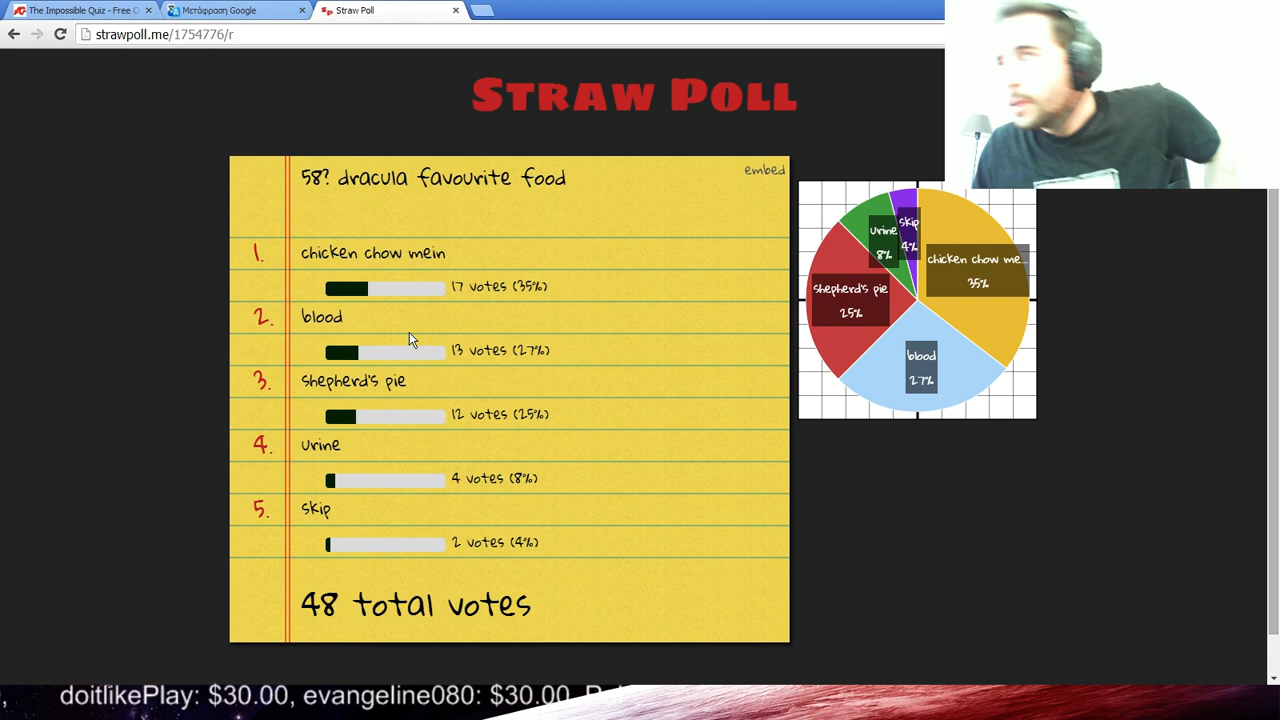 The Impossible Quiz - Free O
Μετάφραση Google
Straw Poll
strawpoll.me/1754776/r
STRAW POLL
58? dracula favourite food
embed
1. chicken chow mein
17 votes (35%)
2. blood
13 votes (27%)
3. shepherd's pie
12 votes (25%)
4. urine
4 votes (8%)
5. skip
2 votes (4%)
48 total votes
skip
4%
urine
8%
chicken chow me...
35%
shepherd's pie
25%
blood
27%
doitlikePlay: $30.00, evangeline080: $30.00,